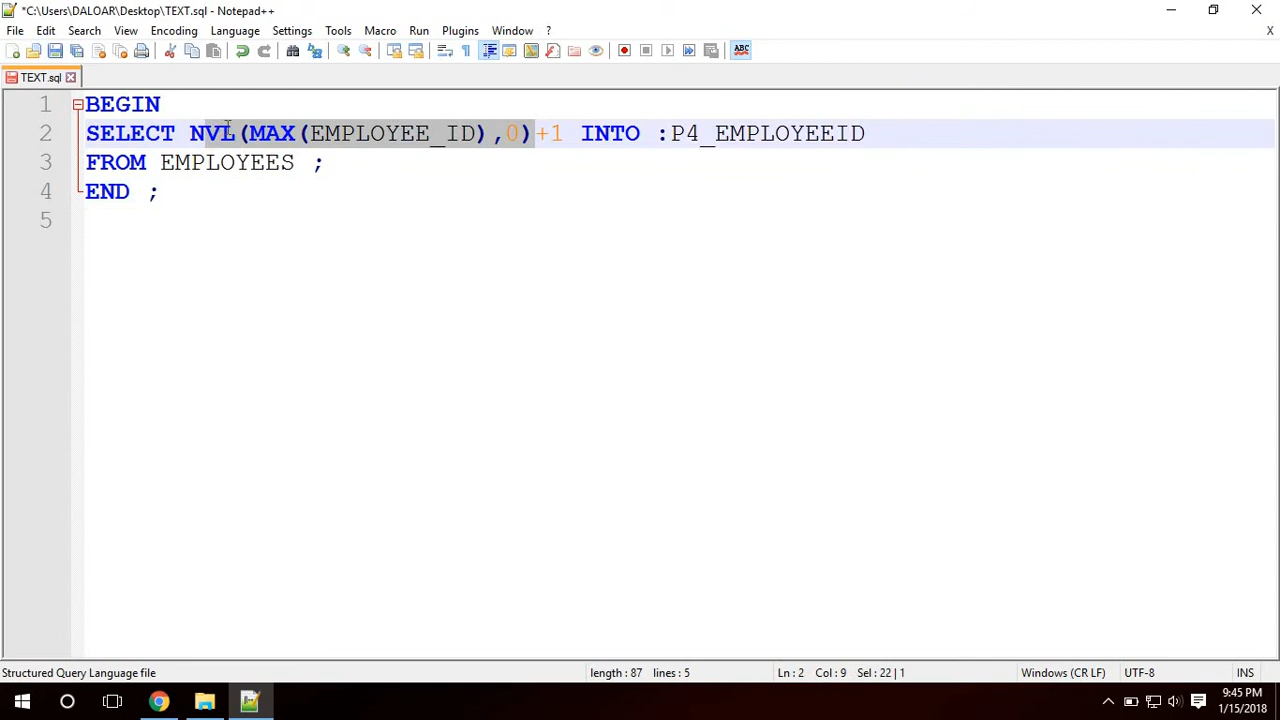 *C:\Users\DALOAR\Desktop\TEXT.sql - Notepad++
File Edit Search View Encoding Language Settings Tools Macro Run Plugins Window ?
X
ABC
TEXT.sql
1 BEGIN
2 SELECT NVL(MAX(EMPLOYEE_ID),0)+1 INTO :P4_EMPLOYEEID
3 FROM EMPLOYEES ;
4 END ;
5
Structured Query Language file length : 87 lines : 5 Ln : 2 Col : 9 Sel : 22 | 1 Windows (CR LF) UTF-8 INS
9:45 PM
1/15/2018